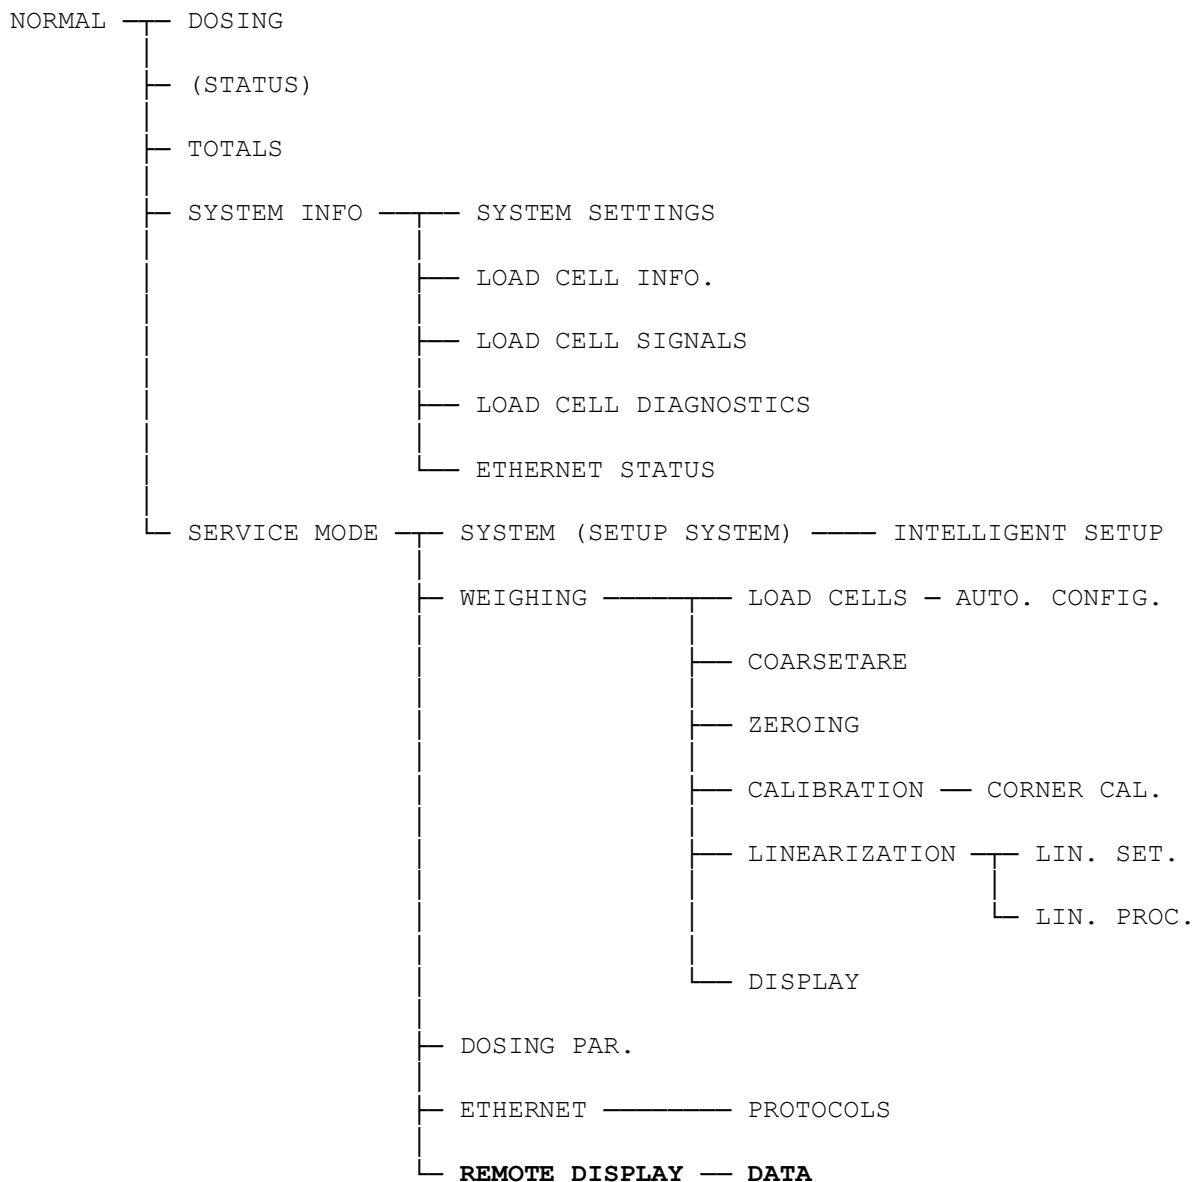 NORMAL DOSING
(STATUS)
TOTALS
SYSTEM INFO SYSTEM SETTINGS
LOAD CELL INFO.
LOAD CELL SIGNALS
LOAD CELL DIAGNOSTICS
ETHERNET STATUS
SERVICE MODE SYSTEM (SETUP SYSTEM) INTELLIGENT SETUP
WEIGHING LOAD CELLS AUTO. CONFIG.
COARSETARE
ZEROING
CALIBRATION CORNER CAL.
LINEARIZATION LIN. SET.
LIN. PROC.
DISPLAY
DOSING PAR.
ETHERNET PROTOCOLS
REMOTE DISPLAY DATA